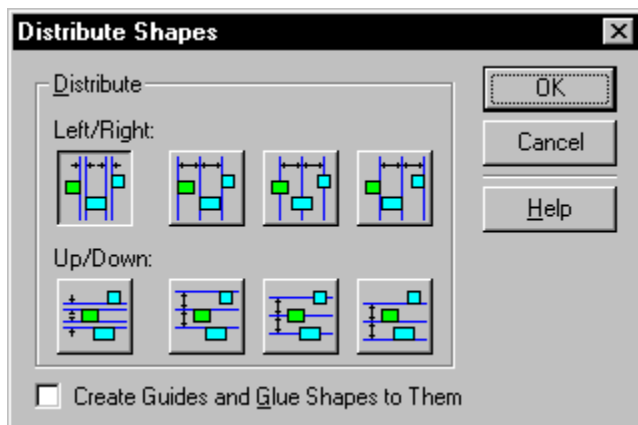 Distribute Shapes
Distribute
OK
Left/Right:
Cancel
Help
Up/Down:
Create Guides and Glue Shapes to Them